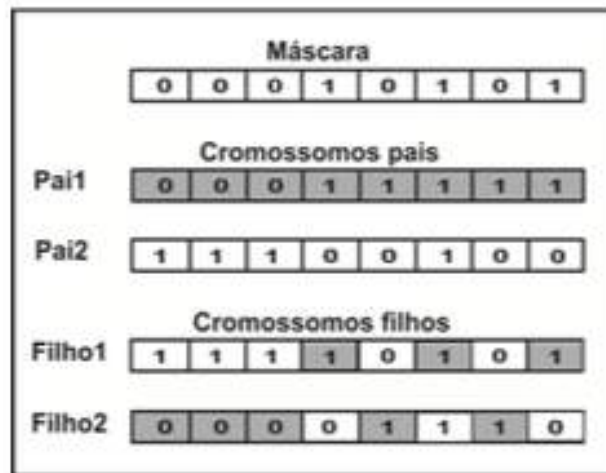 Máscara
0 0 0 1 0 1 0 1
Cromossomos pais
Pai1 0 0 0 1 1 1 1 1
Pai2 1 1 1 0 0 1 0 0
Cromossomos filhos
Filho1 1 1 1 1 0 1 0 1
Filho2 0 0 0 0 1 1 1 0